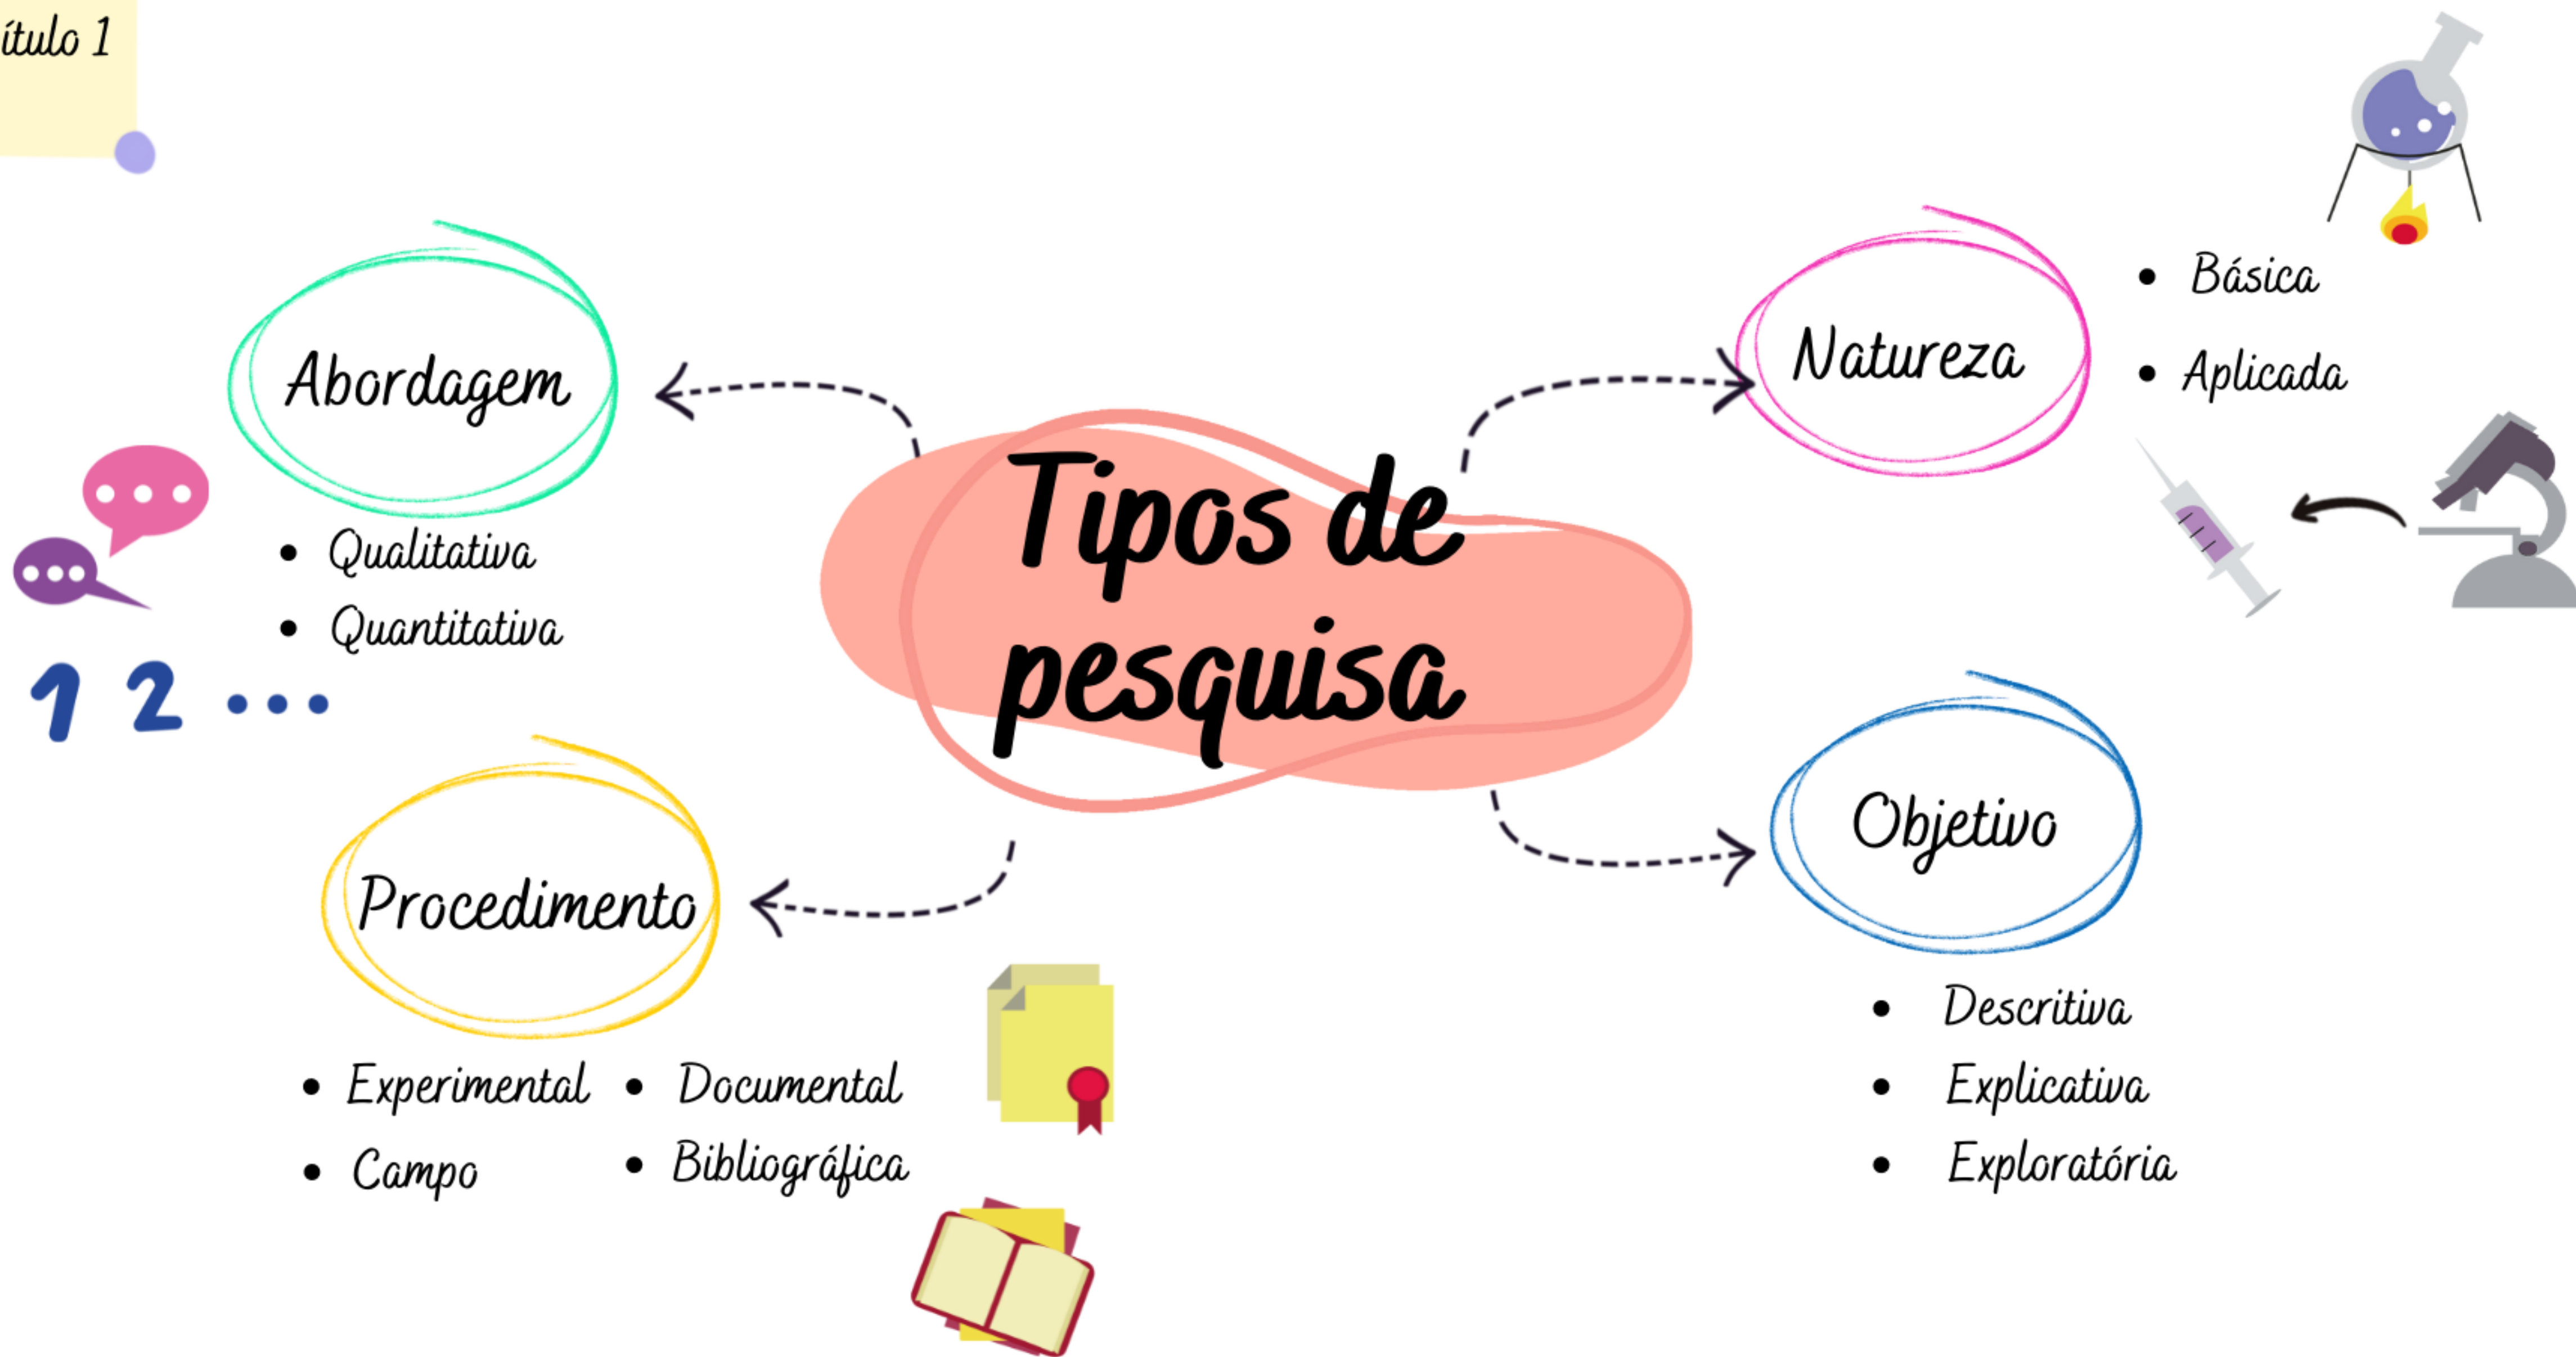 ítulo 1
Abordagem
Qualitativa
Quantitativa
1 2 ...
Tipos de
pesquisa
Natureza
Básica
Aplicada
Procedimento
Experimental
Campo
Documental
Bibliográfica
Objetivo
Descritiva
Explicativa
Exploratória